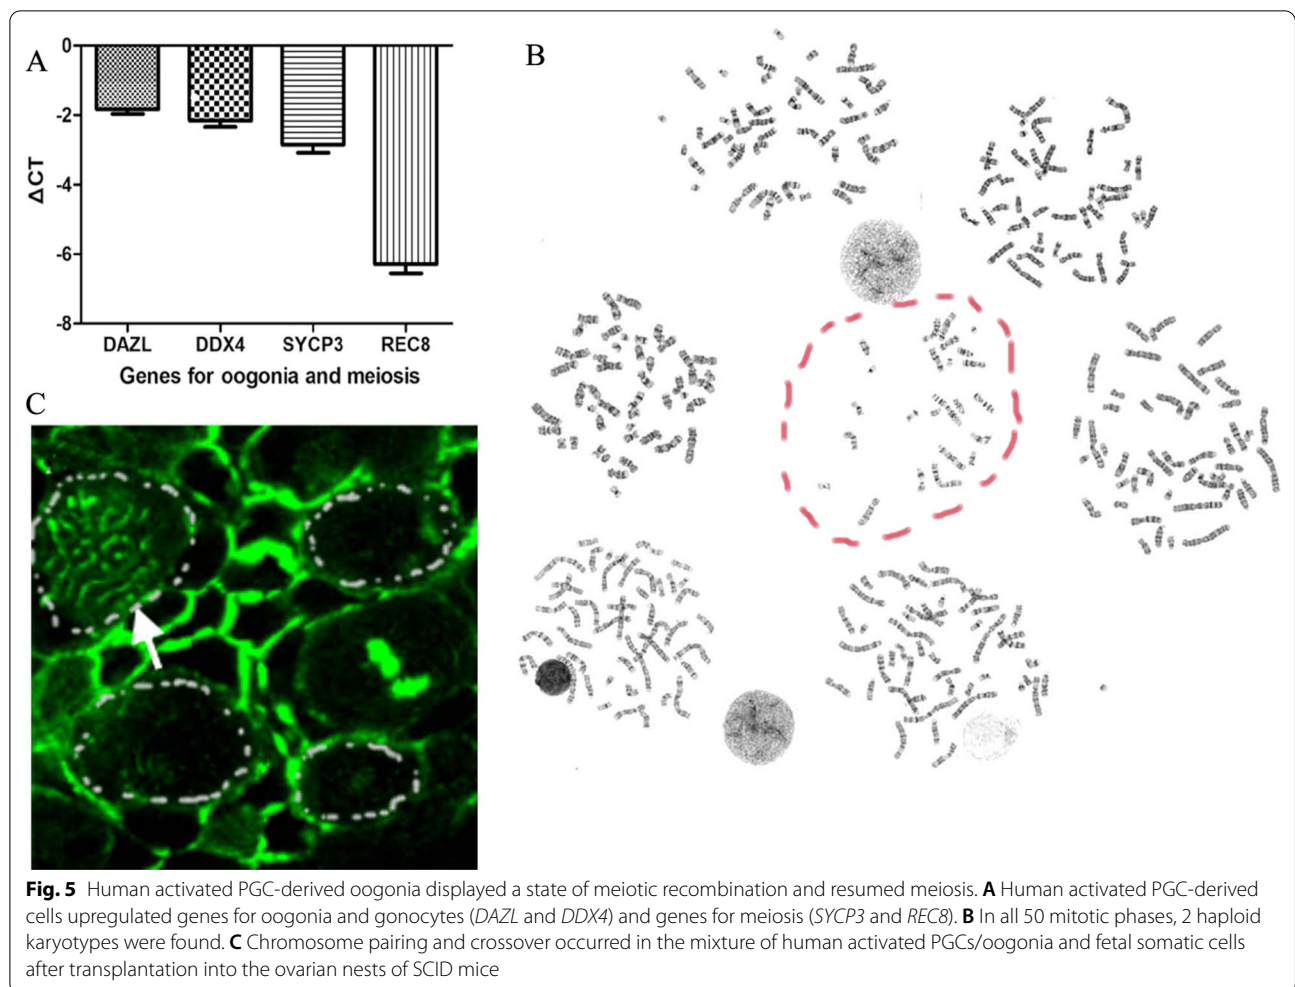 A
0
-2
-4
-6
-8
ΔCT
DAZL DDX4 SYCP3 REC8
Genes for oogonia and meiosis
B
C
Fig. 5 Human activated PGC-derived oogonia displayed a state of meiotic recombination and resumed meiosis. A Human activated PGC-derived
cells upregulated genes for oogonia and gonocytes (DAZL and DDX4) and genes for meiosis (SYCP3 and REC8). B In all 50 mitotic phases, 2 haploid
karyotypes were found. C Chromosome pairing and crossover occurred in the mixture of human activated PGCs/oogonia and fetal somatic cells
after transplantation into the ovarian nests of SCID mice